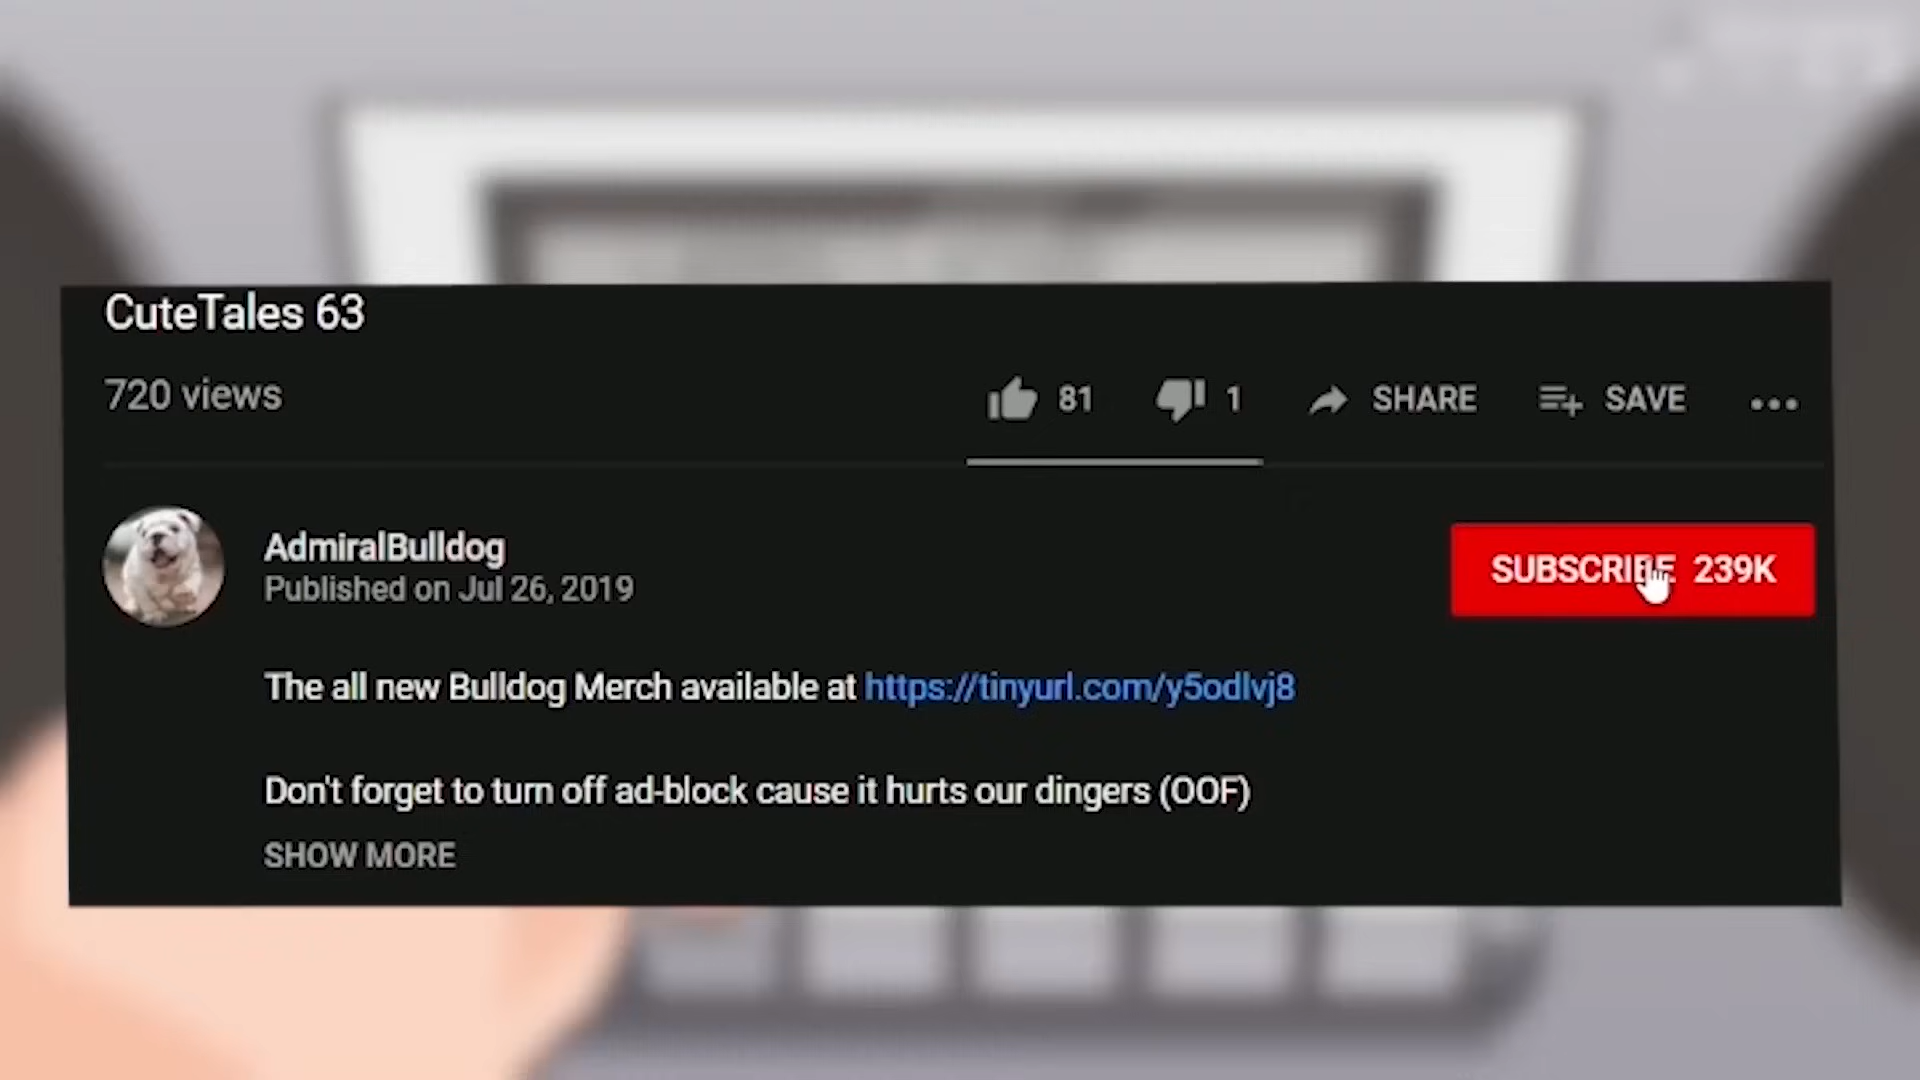 CuteTales 63
720 views
81
1
SHARE
SAVE
AdmiralBulldog
Published on Jul 26, 2019
SUBSCRIBE 239K
The all new Bulldog Merch available at https://tinyurl.com/y5odlvj8
Don't forget to turn off ad-block cause it hurts our dingers (OOF)
SHOW MORE